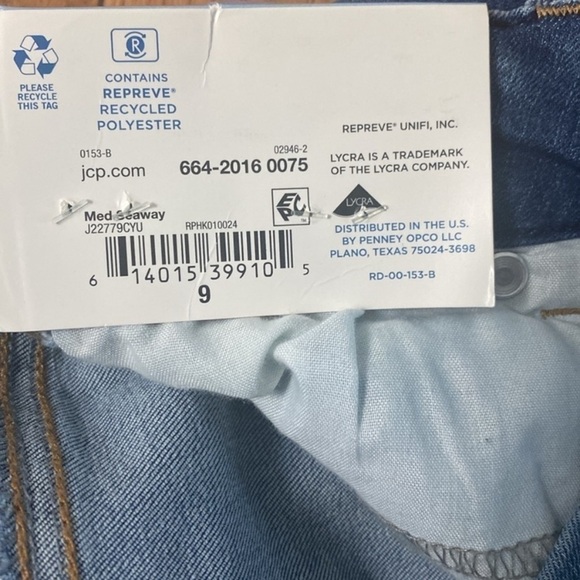 PLEASE
RECYCLE
THIS TAG
R
CONTAINS
REPREVE®
RECYCLED
POLYESTER
0153-B
02946-2
jcp.com
664-2016 0075
Med Seaway
J22779CYU
RPHK010024
EPC
6 14015 39910 5
9
REPREVE® UNIFI, INC.
LYCRA IS A TRADEMARK
OF THE LYCRA COMPANY.
LYCRA
DISTRIBUTED IN THE U.S.
BY PENNEY OPCO LLC
PLANO, TEXAS 75024-3698
RD-00-153-B